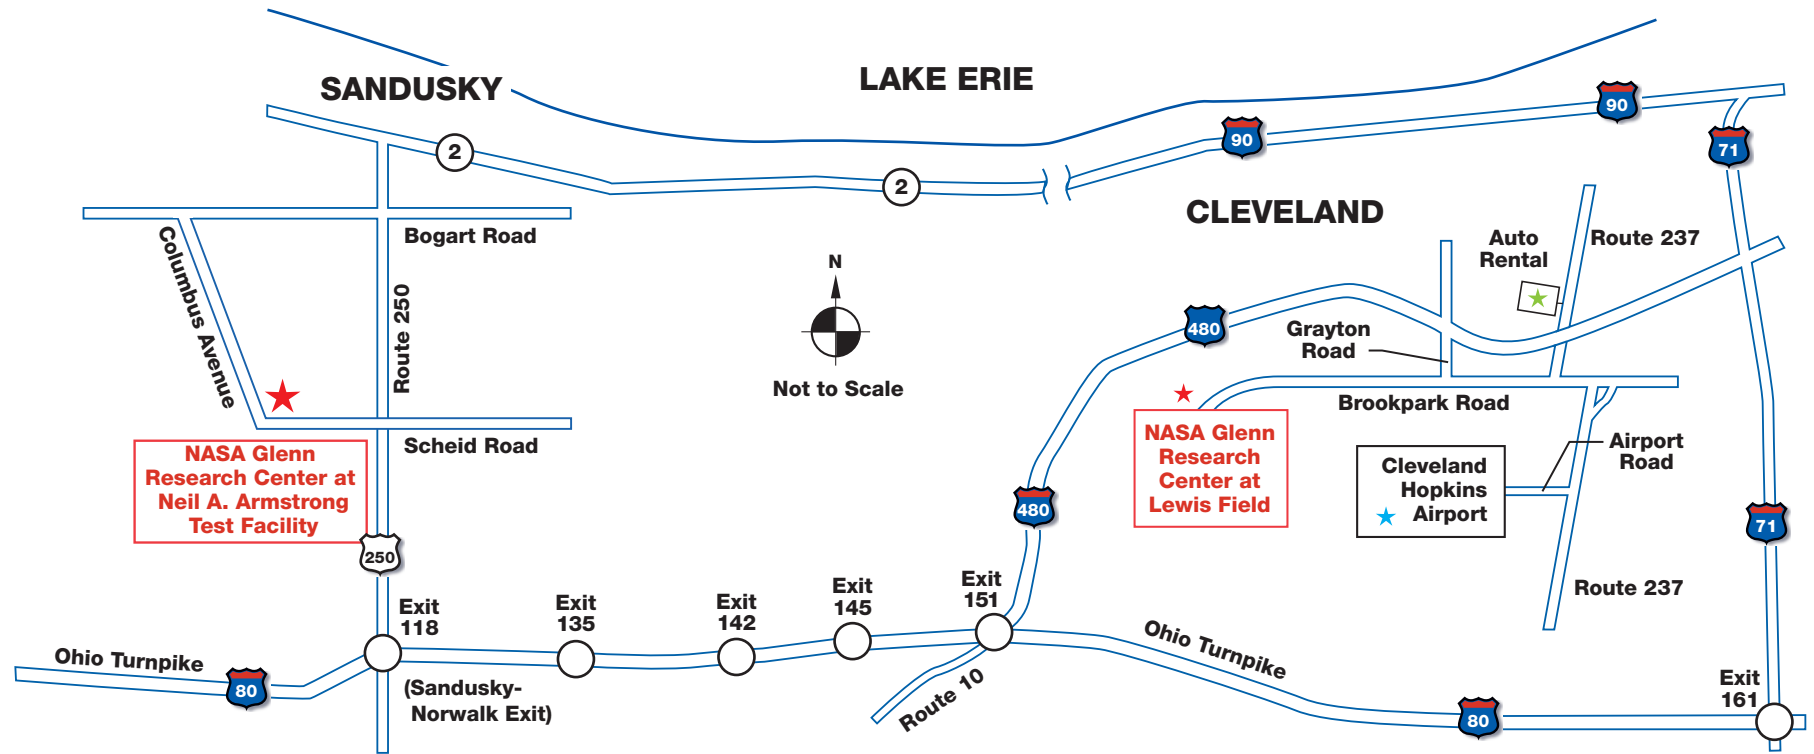 LAKE ERIE
SANDUSKY
90
90
2
71
2
CLEVELAND
Bogart Road
Columbus Avenue
Route 250
N
Not to Scale
Auto
Rental
Route 237
480
Grayton
Road
Brookpark Road
Scheid Road
NASA Glenn
Research Center at
Neil A. Armstrong
Test Facility
NASA Glenn
Research
Center at
Lewis Field
Airport
Road
Cleveland
Hopkins
Airport
480
71
250
Route 237
Exit
118
Exit
135
Exit
142
Exit
145
Exit
151
Ohio Turnpike
80
(Sandusky-
Norwalk Exit)
Route 10
Ohio Turnpike
80
Exit
161